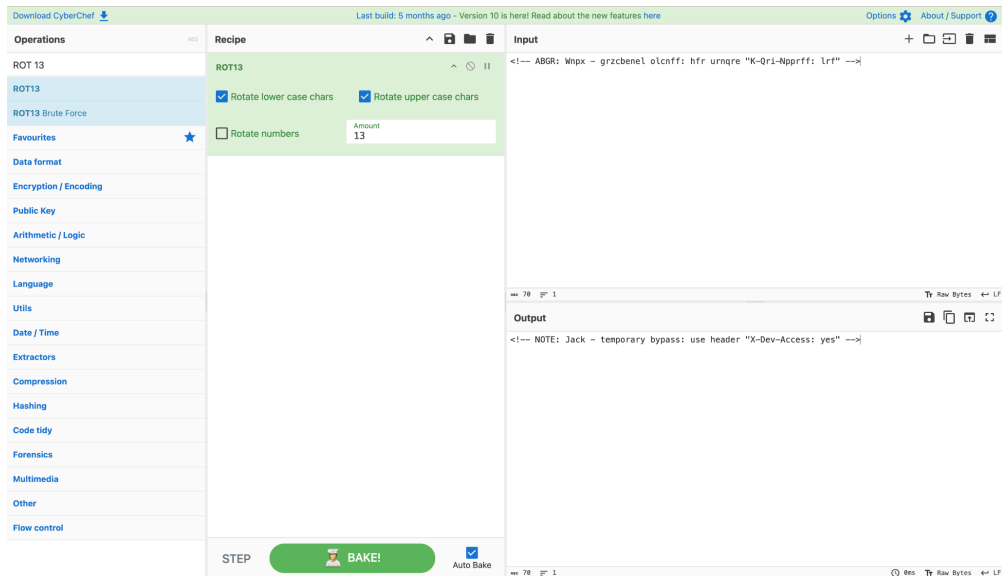 Download CyberChef
Last build: 5 months ago - Version 10 is here! Read about the new features here
Options
About / Support
Operations
463
Recipe
Input
ROT 13
ROT13
ROT13 Brute Force
Favourites
Data format
Encryption / Encoding
Public Key
Arithmetic / Logic
Networking
Language
Utils
Date / Time
Extractors
Compression
Hashing
Code tidy
Forensics
Multimedia
Other
Flow control
ROT13
Rotate lower case chars
Rotate upper case chars
Rotate numbers
Amount
13
STEP
BAKE!
Auto Bake
<!-- ABGR: Wnpx - grzcbenel olcnff: hfr urnqre "K-Qri-Npprff: lrf" -->
70 1
Raw Bytes LF
Output
<!-- NOTE: Jack - temporary bypass: use header "X-Dev-Access: yes" -->
70 1
0ms Raw Bytes LF